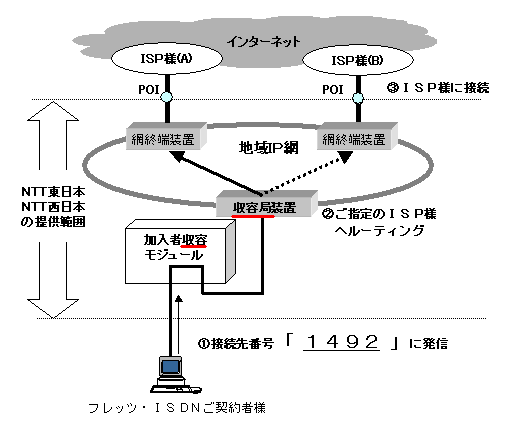 インターネット
ISP様(A)
ISP様(B)
POI
POI
③ＩＳＰ様に接続
網終端装置
網終端装置
地域IP網
NTT東日本
NTT西日本
の提供範囲
収容局装置
②ご指定のＩＳＰ様
へルーティング
加入者収容
モジュール
①接続先番号「 １４９２ 」に発信
フレッツ・ＩＳＤＮご契約者様